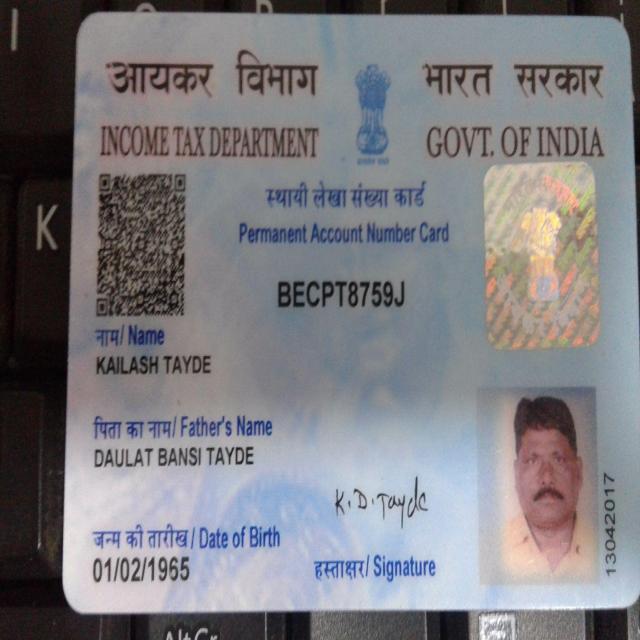 आयकर विभाग भारत सरकार
INCOME TAX DEPARTMENT GOVT. OF INDIA
स्थायी लेखा संख्या कार्ड
Permanent Account Number Card
BECPT8759J
नाम/ Name
KAILASH TAYDE
पिता का नाम/ Father's Name
DAULAT BANSI TAYDE
K.D.Tayde
जन्म की तारीख / Date of Birth
01/02/1965
हस्ताक्षर/ Signature
13042017
K
AltGr